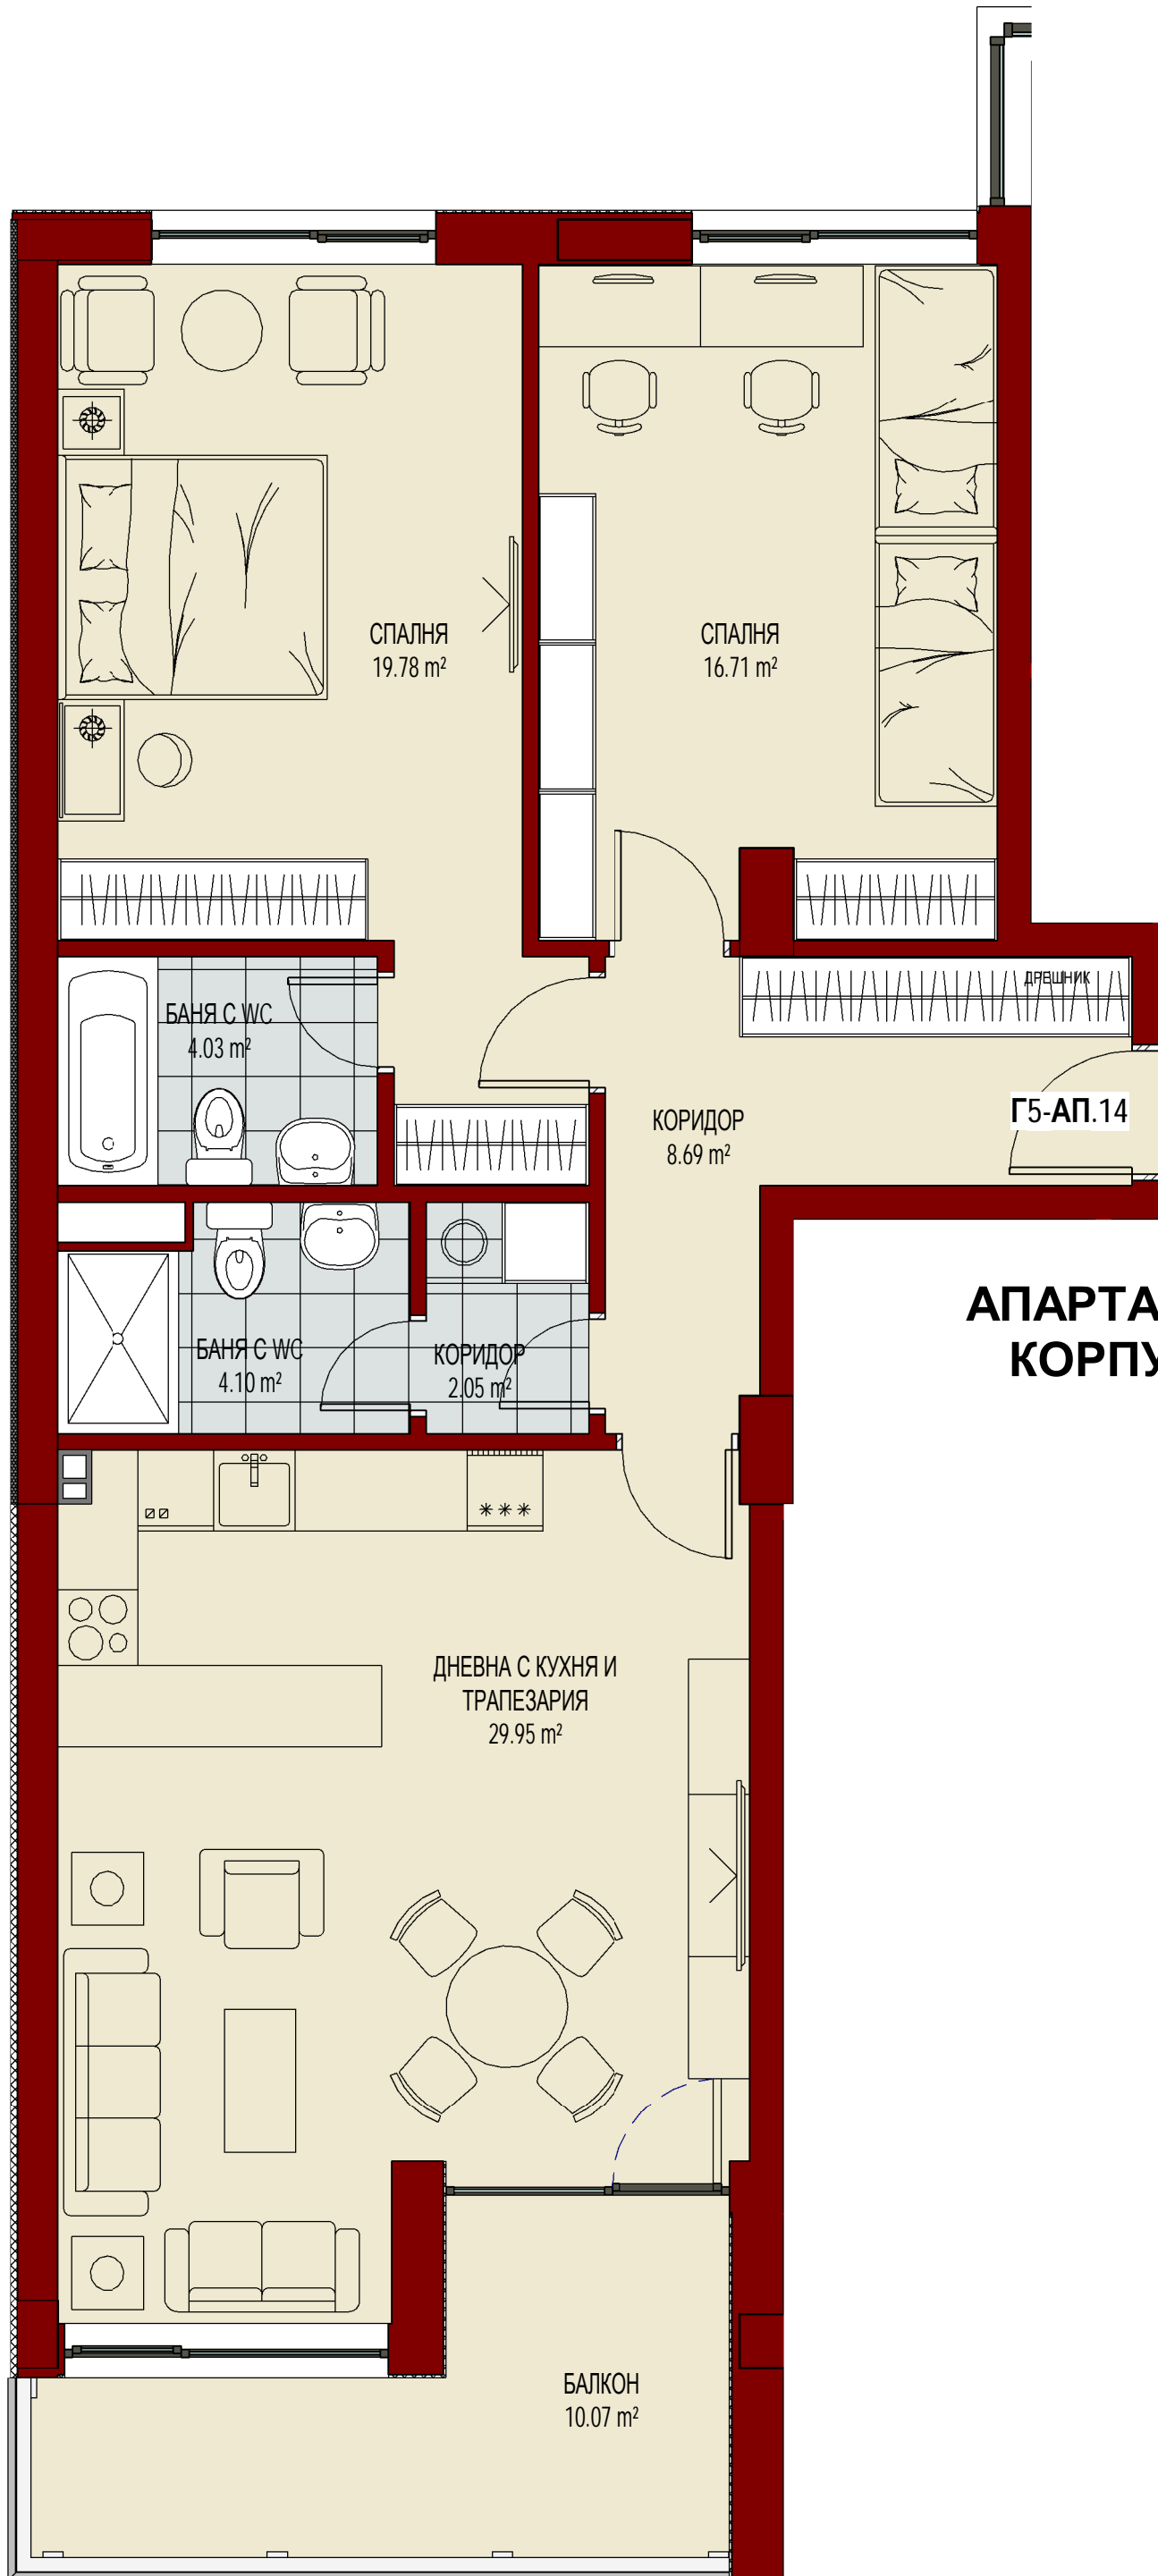 СПАЛНЯ
19.78 m²
СПАЛНЯ
16.71 m²
БАНЯ С WC
4.03 m²
ДРЕШНИК
КОРИДОР
8.69 m²
Г5-АП.14
БАНЯ С WC
4.10 m²
КОРИДОР
2.05 m²
АПАРТА
КОРПУ
ДНЕВНА С КУХНЯ И
ТРАПЕЗАРИЯ
29.95 m²
БАЛКОН
10.07 m²